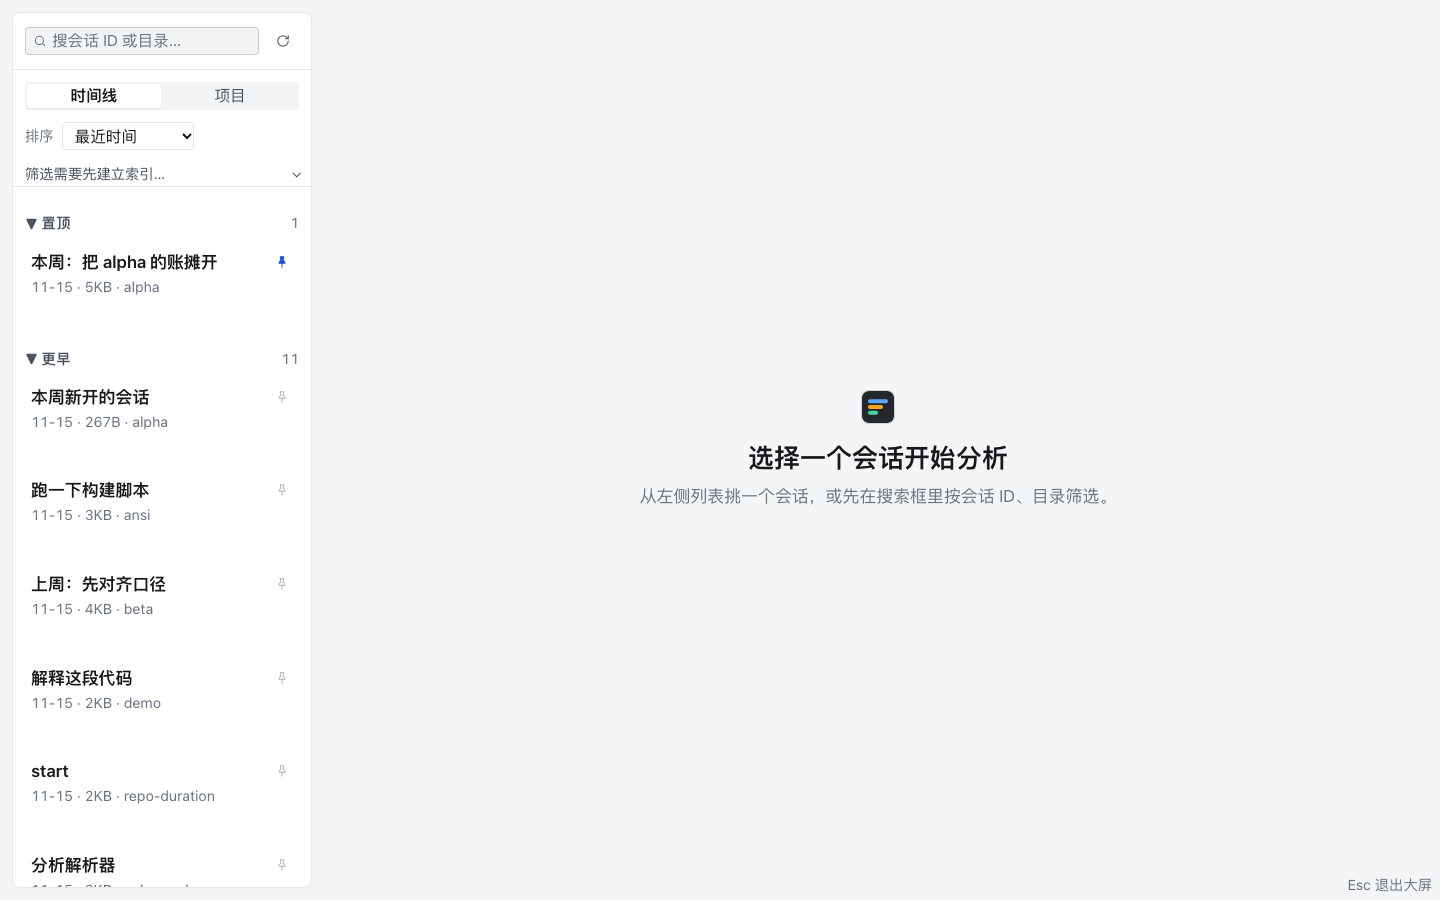 搜会话 ID 或目录...
时间线
项目
排序
最近时间
筛选需要先建立索引...
▼ 置顶
1
本周：把 alpha 的账摊开
11-15 · 5KB · alpha
▼ 更早
11
本周新开的会话
11-15 · 267B · alpha
跑一下构建脚本
11-15 · 3KB · ansi
上周：先对齐口径
11-15 · 4KB · beta
解释这段代码
11-15 · 2KB · demo
start
11-15 · 2KB · repo-duration
分析解析器
选择一个会话开始分析
从左侧列表挑一个会话，或先在搜索框里按会话 ID、目录筛选。
Esc 退出大屏